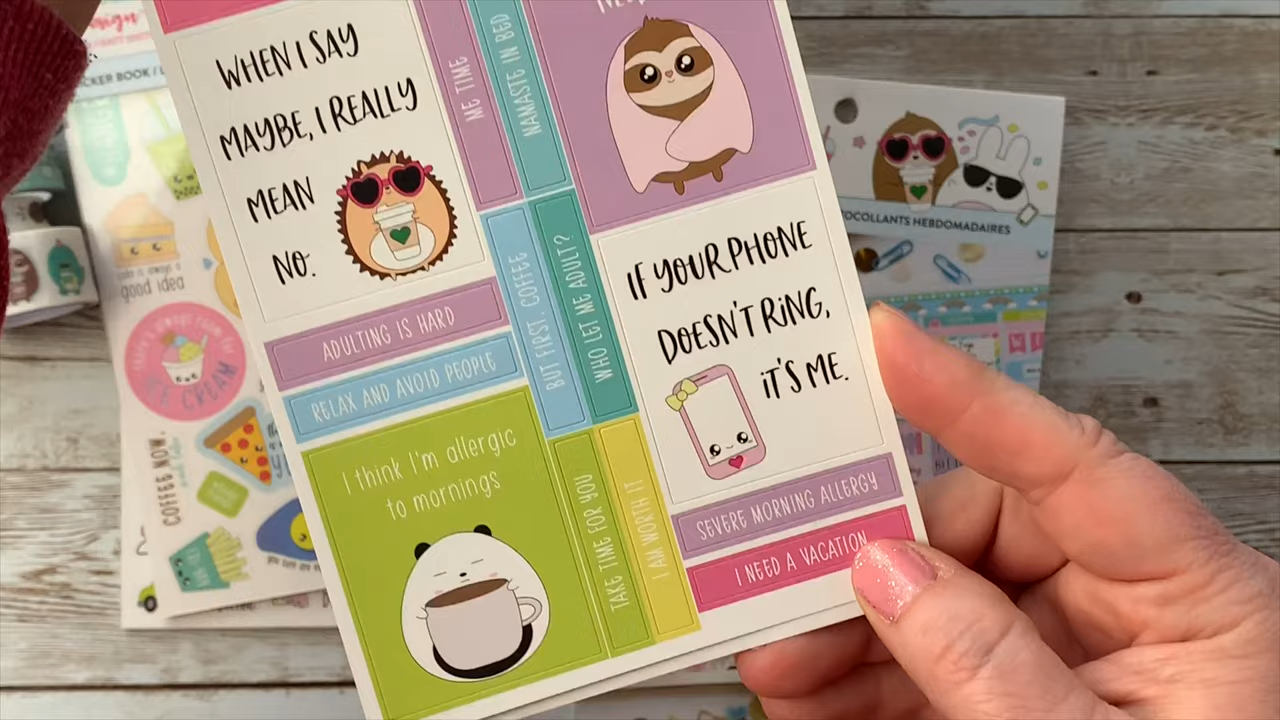 WHEN I SAY
MAYBE, I REALLY
MEAN
NO.
ME TIME
NAMASTE IN BED
ADULTING IS HARD
RELAX AND AVOID PEOPLE
BUT FIRST, COFFEE
WHO LET ME ADULT?
IF YOUR PHONE
DOESN'T RING,
IT'S ME.
I think I'm allergic
to mornings
TAKE TIME FOR YOU
I AM WORTH IT
SEVERE MORNING ALLERGY
I NEED A VACATION
design
good idea
ICE CREAM
COFFEE NOW,
HEBDOMADAIRES